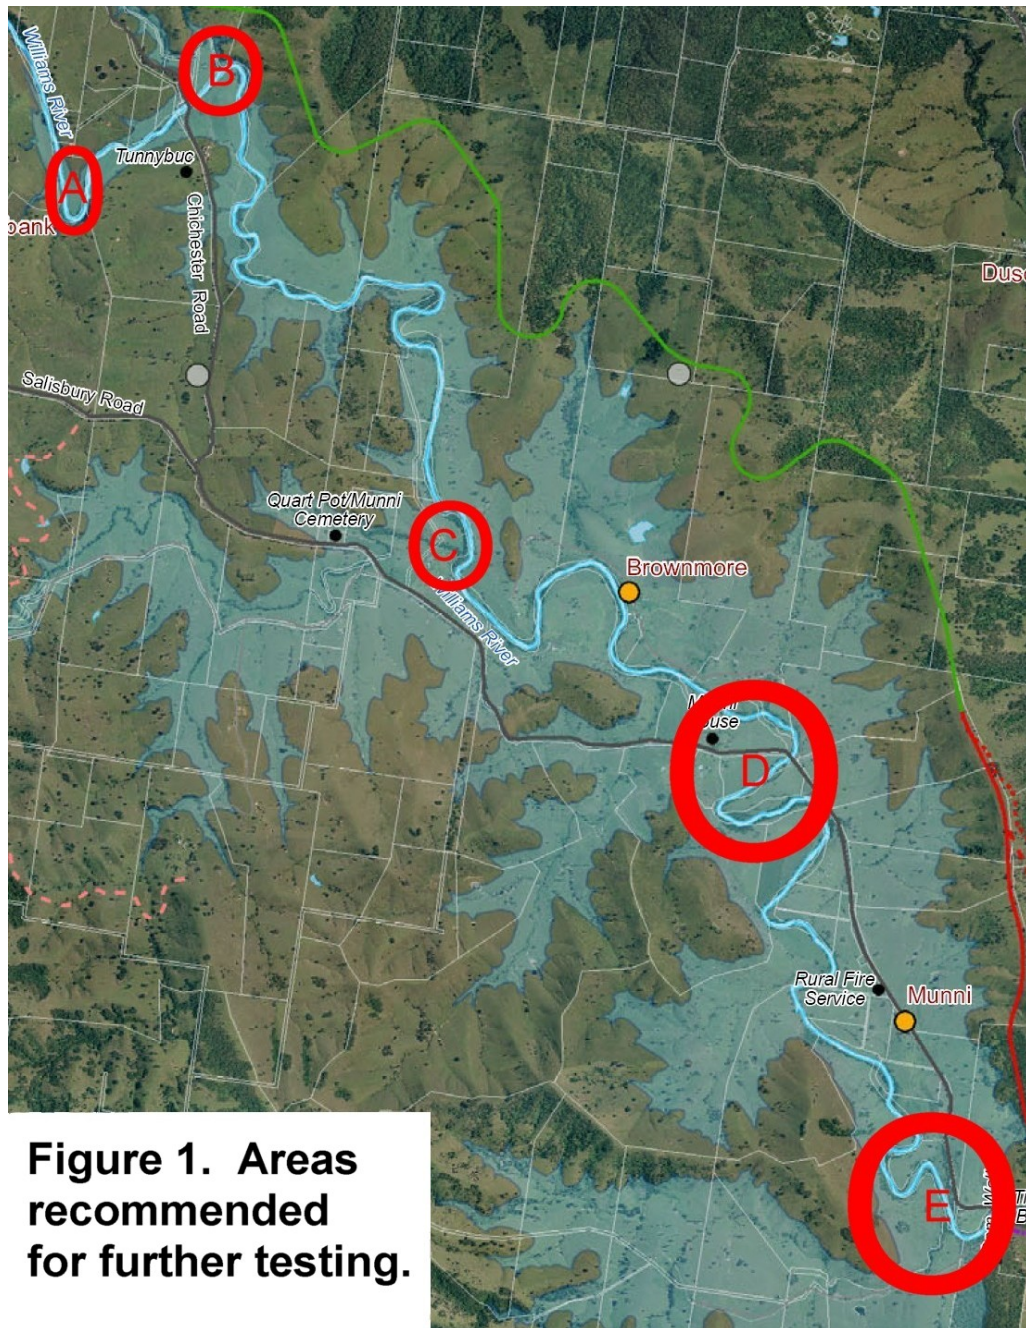 Williams River
B
Tunnybuc
A
bank
Chichester Road
Salisbury Road
Quart Pot/Munni
Cemetery
C
Williams River
Brownmore
D
Rural Fire
Service
Munni
E
Figure 1. Areas
recommended
for further testing.